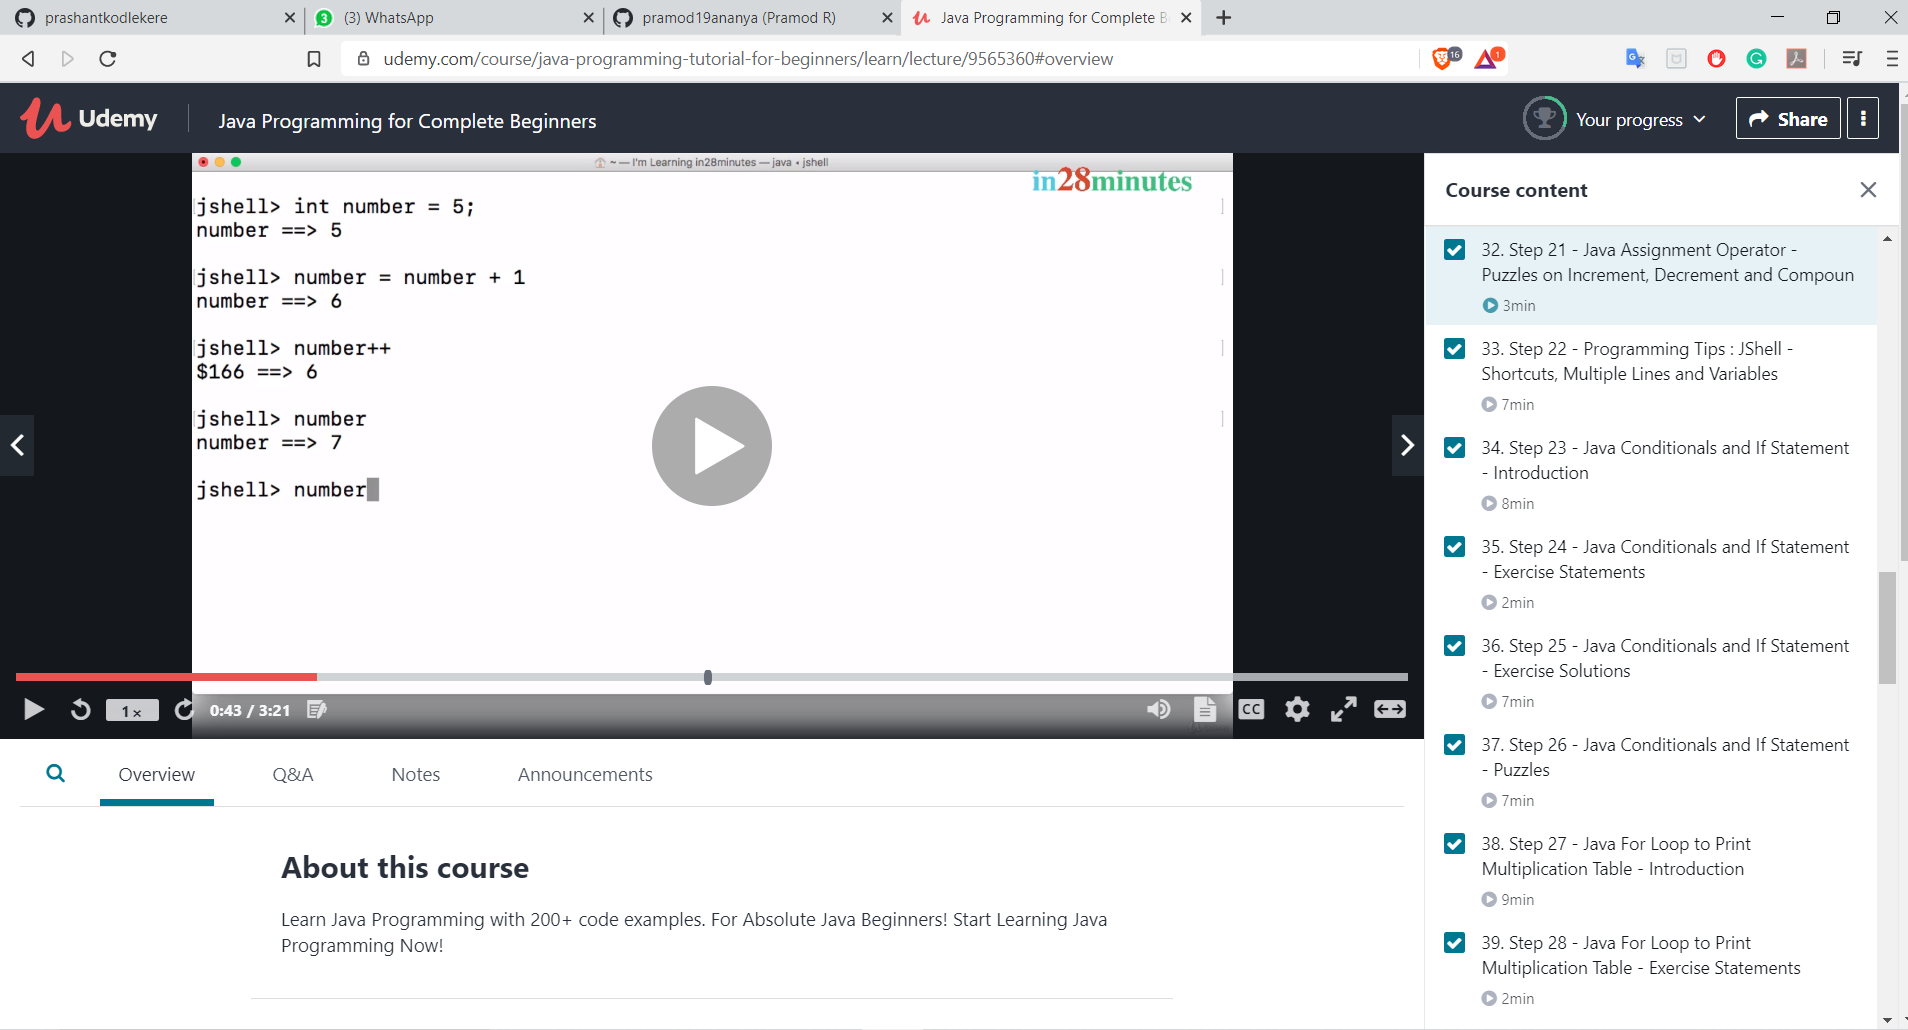 prashantkodlekere
(3) WhatsApp
pramod19ananya (Pramod R)
Java Programming for Complete B
udemy.com/course/java-programming-tutorial-for-beginners/learn/lecture/9565360#overview
16
1
Udemy
Java Programming for Complete Beginners
Your progress
Share
~ — I'm Learning in28minutes — java • jshell
in28minutes
jshell> int number = 5;
number ==> 5
jshell> number = number + 1
number ==> 6
jshell> number++
$166 ==> 6
jshell> number
number ==> 7
jshell> number
1×
0:43 / 3:21
CC
Overview
Q&A
Notes
Announcements
About this course
Learn Java Programming with 200+ code examples. For Absolute Java Beginners! Start Learning Java
Programming Now!
Course content
32. Step 21 - Java Assignment Operator -
Puzzles on Increment, Decrement and Compoun
3min
33. Step 22 - Programming Tips : JShell -
Shortcuts, Multiple Lines and Variables
7min
34. Step 23 - Java Conditionals and If Statement
- Introduction
8min
35. Step 24 - Java Conditionals and If Statement
- Exercise Statements
2min
36. Step 25 - Java Conditionals and If Statement
- Exercise Solutions
7min
37. Step 26 - Java Conditionals and If Statement
- Puzzles
7min
38. Step 27 - Java For Loop to Print
Multiplication Table - Introduction
9min
39. Step 28 - Java For Loop to Print
Multiplication Table - Exercise Statements
2min